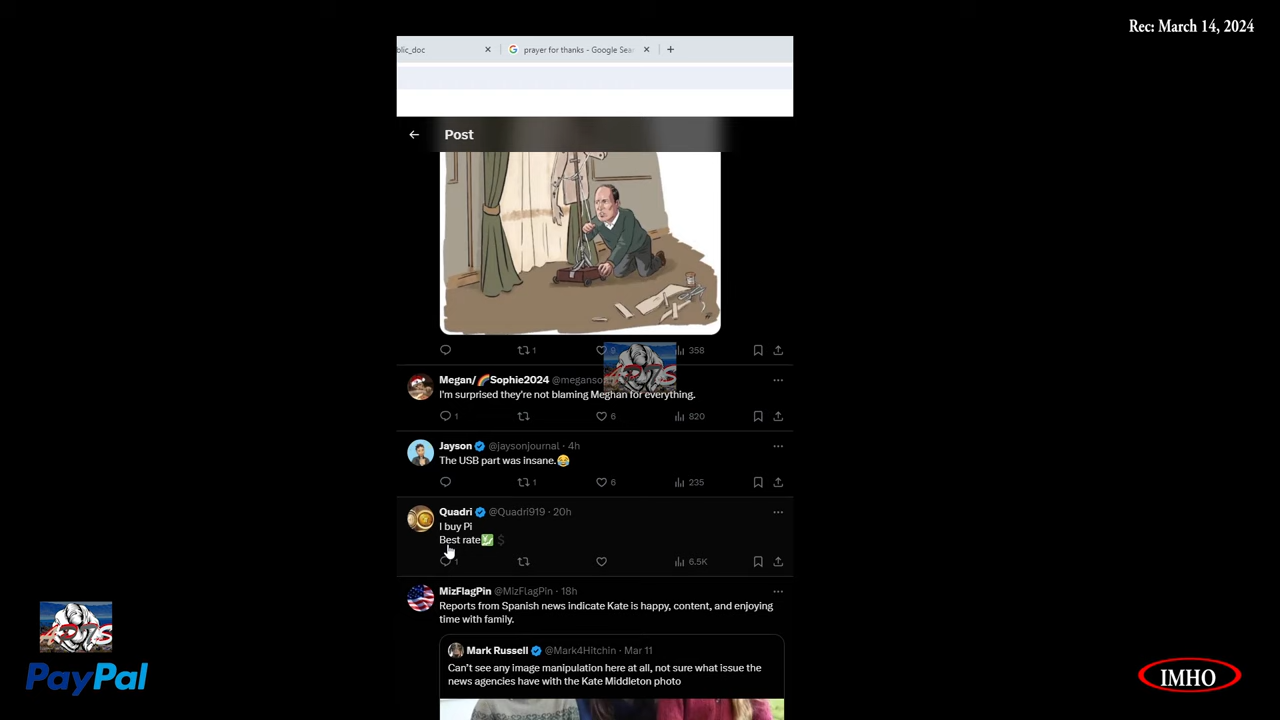 Rec: March 14, 2024
blic_doc
prayer for thanks - Google Sea
Post
1
9
358
Megan/🌈Sophie2024
I'm surprised they're not blaming Meghan for everything.
1
6
820
Jayson @jaysonjournal · 4h
The USB part was insane.😂
1
6
235
Quadri @Quadri919 · 20h
I buy Pi
Best rate💹💲
1
6.5K
MizFlagPin @MizFlagPin · 18h
Reports from Spanish news indicate Kate is happy, content, and enjoying
time with family.
Mark Russell @Mark4Hitchin · Mar 11
Can't see any image manipulation here at all, not sure what issue the
news agencies have with the Kate Middleton photo
PayPal
IMHO